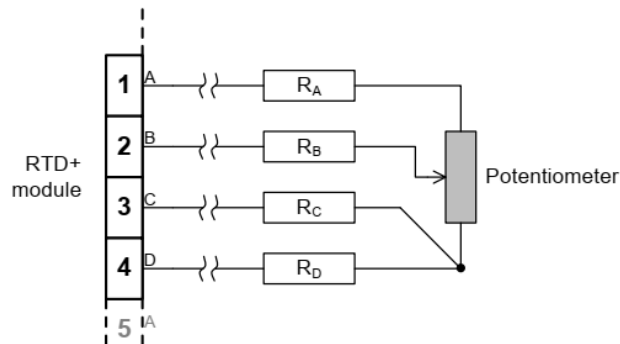 1 A R_A
2 B R_B
RTD+
module
Potentiometer
3 C R_C
4 D R_D
5 A